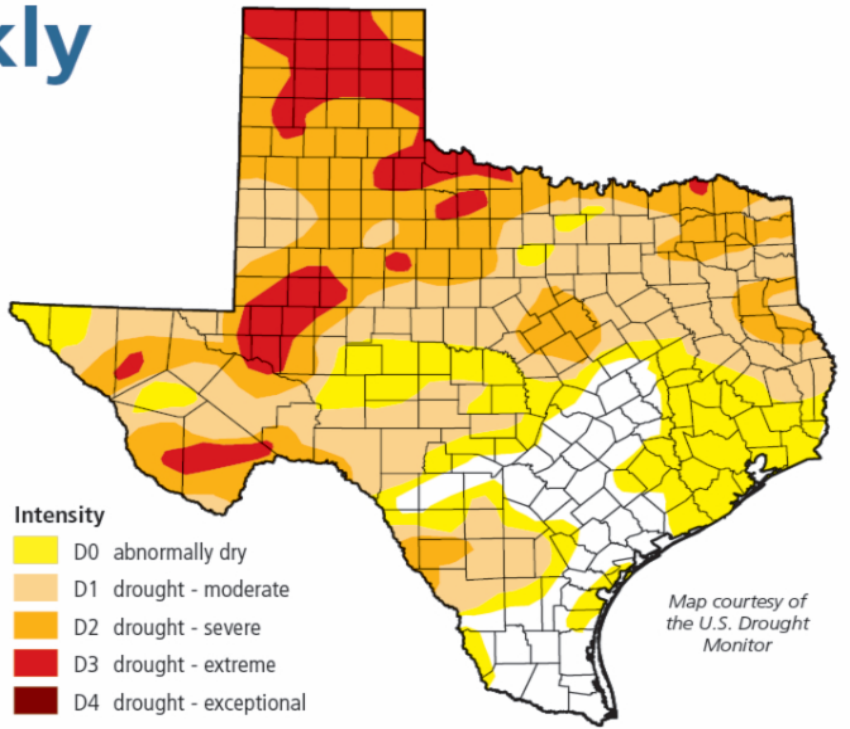 kly
Intensity
D0 abnormally dry
D1 drought - moderate
D2 drought - severe
D3 drought - extreme
D4 drought - exceptional
Map courtesy of
the U.S. Drought
Monitor